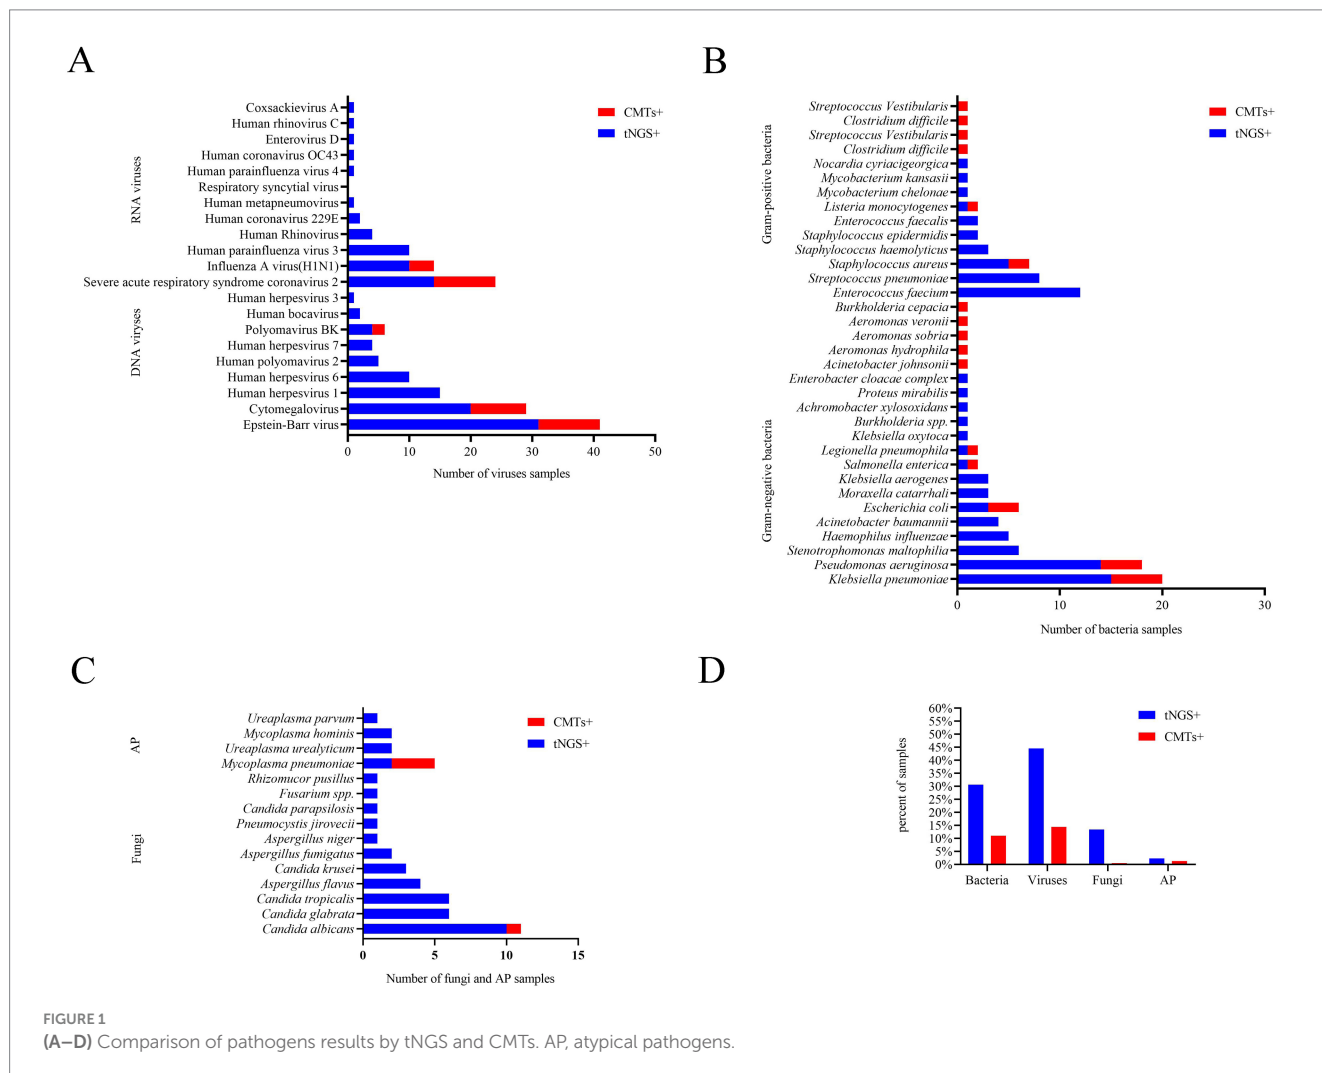 A
CMTs+
tNGS+
RNA viruses
DNA viryses
Coxsackievirus A
Human rhinovirus C
Enterovirus D
Human coronavirus OC43
Human parainfluenza virus 4
Respiratory syncytial virus
Human metapneumovirus
Human coronavirus 229E
Human Rhinovirus
Human parainfluenza virus 3
Influenza A virus(H1N1)
Severe acute respiratory syndrome coronavirus 2
Human herpesvirus 3
Human bocavirus
Polyomavirus BK
Human herpesvirus 7
Human polyomavirus 2
Human herpesvirus 6
Human herpesvirus 1
Cytomegalovirus
Epstein-Barr virus
0 10 20 30 40 50
Number of viruses samples
B
CMTs+
tNGS+
Gram-positive bacteria
Gram-negative bacteria
Streptococcus Vestibularis
Clostridium difficile
Streptococcus Vestibularis
Clostridium difficile
Nocardia cyriacigeorgica
Mycobacterium kansasii
Mycobacterium chelonae
Listeria monocytogenes
Enterococcus faecalis
Staphylococcus epidermidis
Staphylococcus haemolyticus
Staphylococcus aureus
Streptococcus pneumoniae
Enterococcus faecium
Burkholderia cepacia
Aeromonas veronii
Aeromonas sobria
Aeromonas hydrophila
Acinetobacter johnsonii
Enterobacter cloacae complex
Proteus mirabilis
Achromobacter xylosoxidans
Burkholderia spp.
Klebsiella oxytoca
Legionella pneumophila
Salmonella enterica
Klebsiella aerogenes
Moraxella catarrhali
Escherichia coli
Acinetobacter baumannii
Haemophilus influenzae
Stenotrophomonas maltophilia
Pseudomonas aeruginosa
Klebsiella pneumoniae
0 10 20 30
Number of bacteria samples
C
CMTs+
tNGS+
AP
Fungi
Ureaplasma parvum
Mycoplasma hominis
Ureaplasma urealyticum
Mycoplasma pneumoniae
Rhizomucor pusillus
Fusarium spp.
Candida parapsilosis
Pneumocystis jirovecii
Aspergillus niger
Aspergillus fumigatus
Candida krusei
Aspergillus flavus
Candida tropicalis
Candida glabrata
Candida albicans
0 5 10 15
Number of fungi and AP samples
D
tNGS+
CMTs+
percent of samples
60%
55%
50%
45%
40%
35%
30%
25%
20%
15%
10%
5%
0%
Bacteria Viruses Fungi AP
FIGURE 1
(A–D) Comparison of pathogens results by tNGS and CMTs. AP, atypical pathogens.